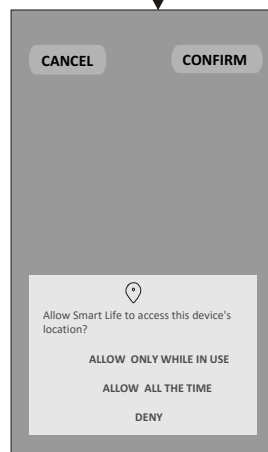 CANCEL
CONFIRM
Allow Smart Life to access this device's
location?
ALLOW ONLY WHILE IN USE
ALLOW ALL THE TIME
DENY